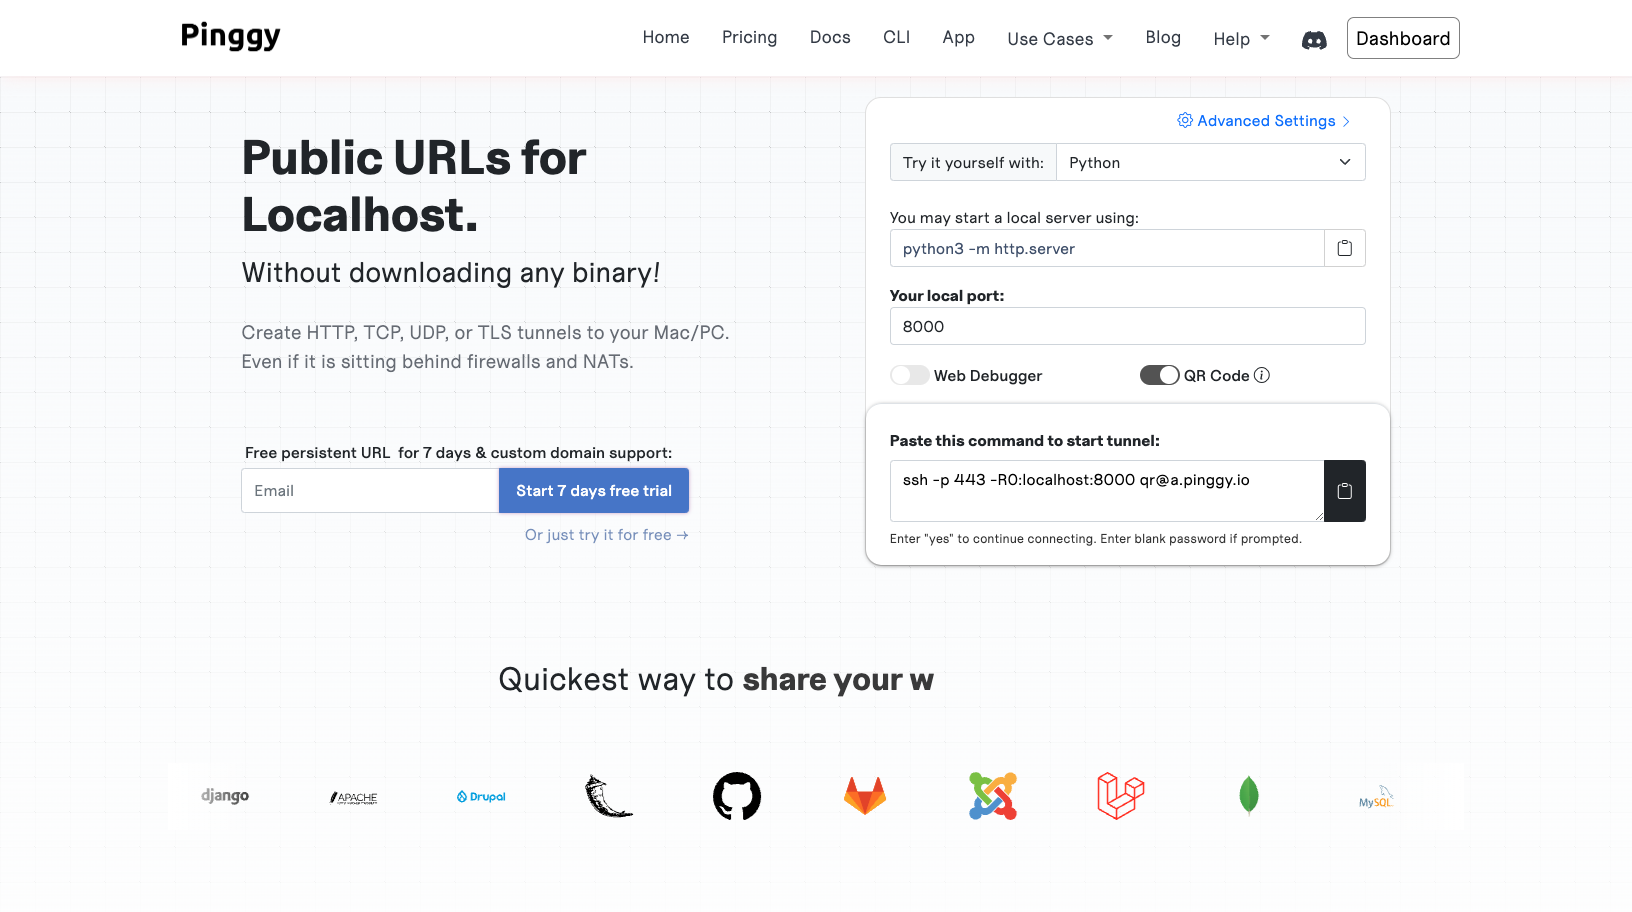 Pinggy
Home Pricing Docs CLI App Use Cases Blog Help Dashboard
Public URLs for
Localhost.
Without downloading any binary!
Create HTTP, TCP, UDP, or TLS tunnels to your Mac/PC.
Even if it is sitting behind firewalls and NATs.
Free persistent URL for 7 days & custom domain support:
Email
Start 7 days free trial
Or just try it for free →
Advanced Settings
Try it yourself with: Python
You may start a local server using:
python3 -m http.server
Your local port:
8000
Web Debugger QR Code
Paste this command to start tunnel:
ssh -p 443 -R0:localhost:8000 qr@a.pinggy.io
Enter "yes" to continue connecting. Enter blank password if prompted.
Quickest way to share your w
django APACHE Drupal MySQL